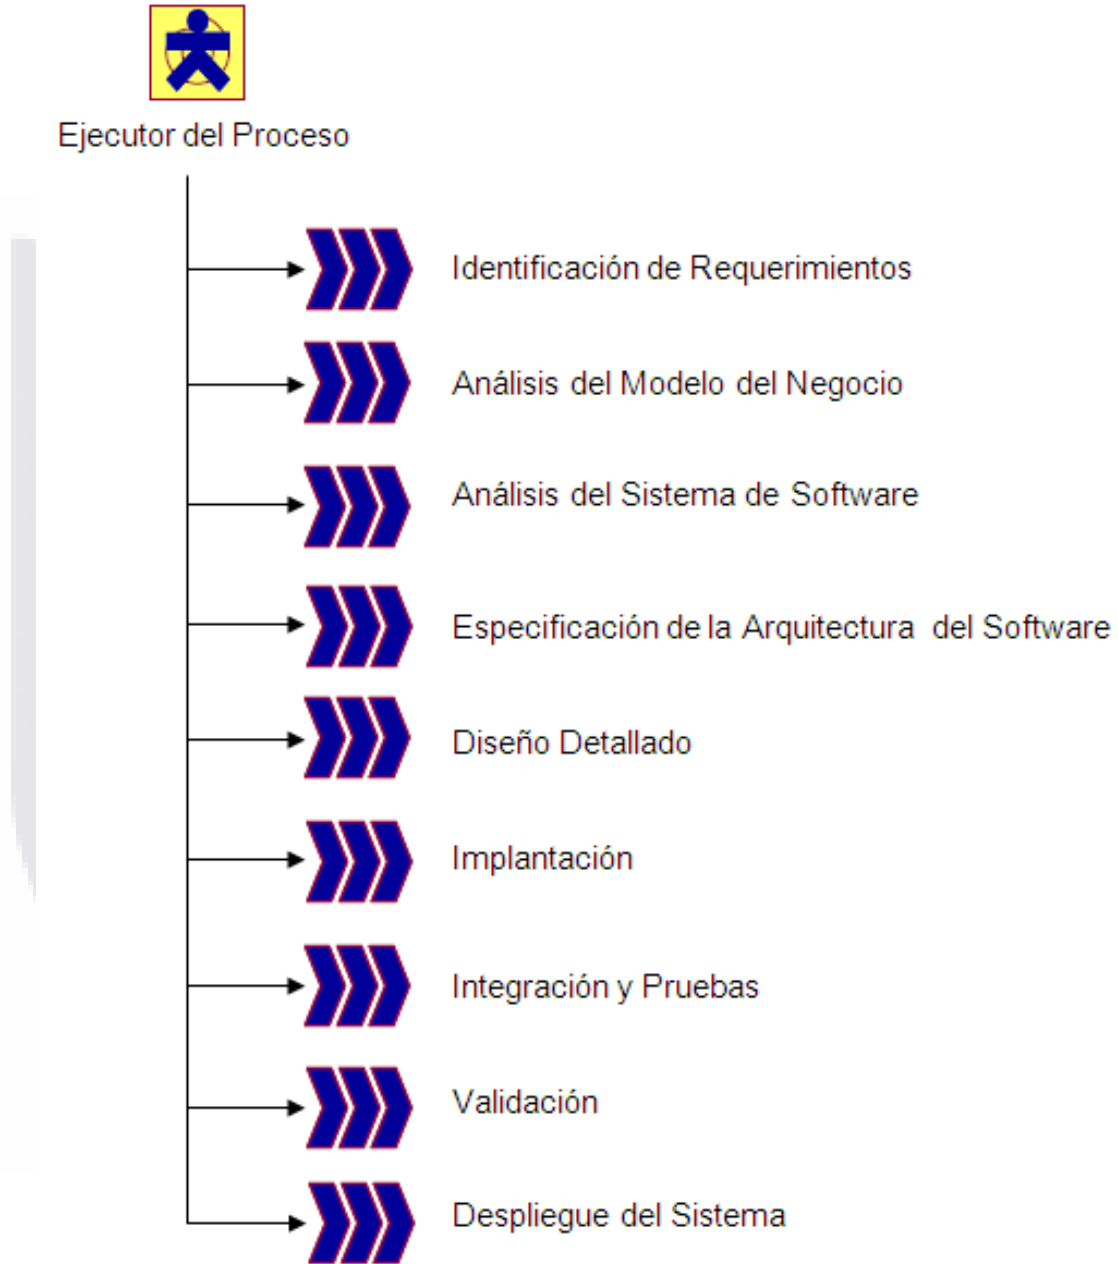 Ejecutor del Proceso
Identificación de Requerimientos
Análisis del Modelo del Negocio
Análisis del Sistema de Software
Especificación de la Arquitectura del Software
Diseño Detallado
Implantación
Integración y Pruebas
Validación
Despliegue del Sistema